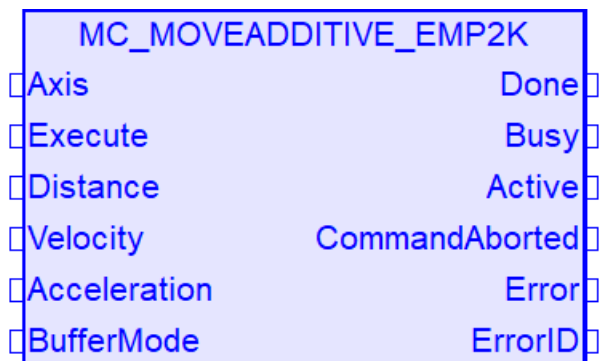 MC_MOVEADDITIVE_EMP2K
Axis Done
Execute Busy
Distance Active
Velocity CommandAborted
Acceleration Error
BufferMode ErrorID